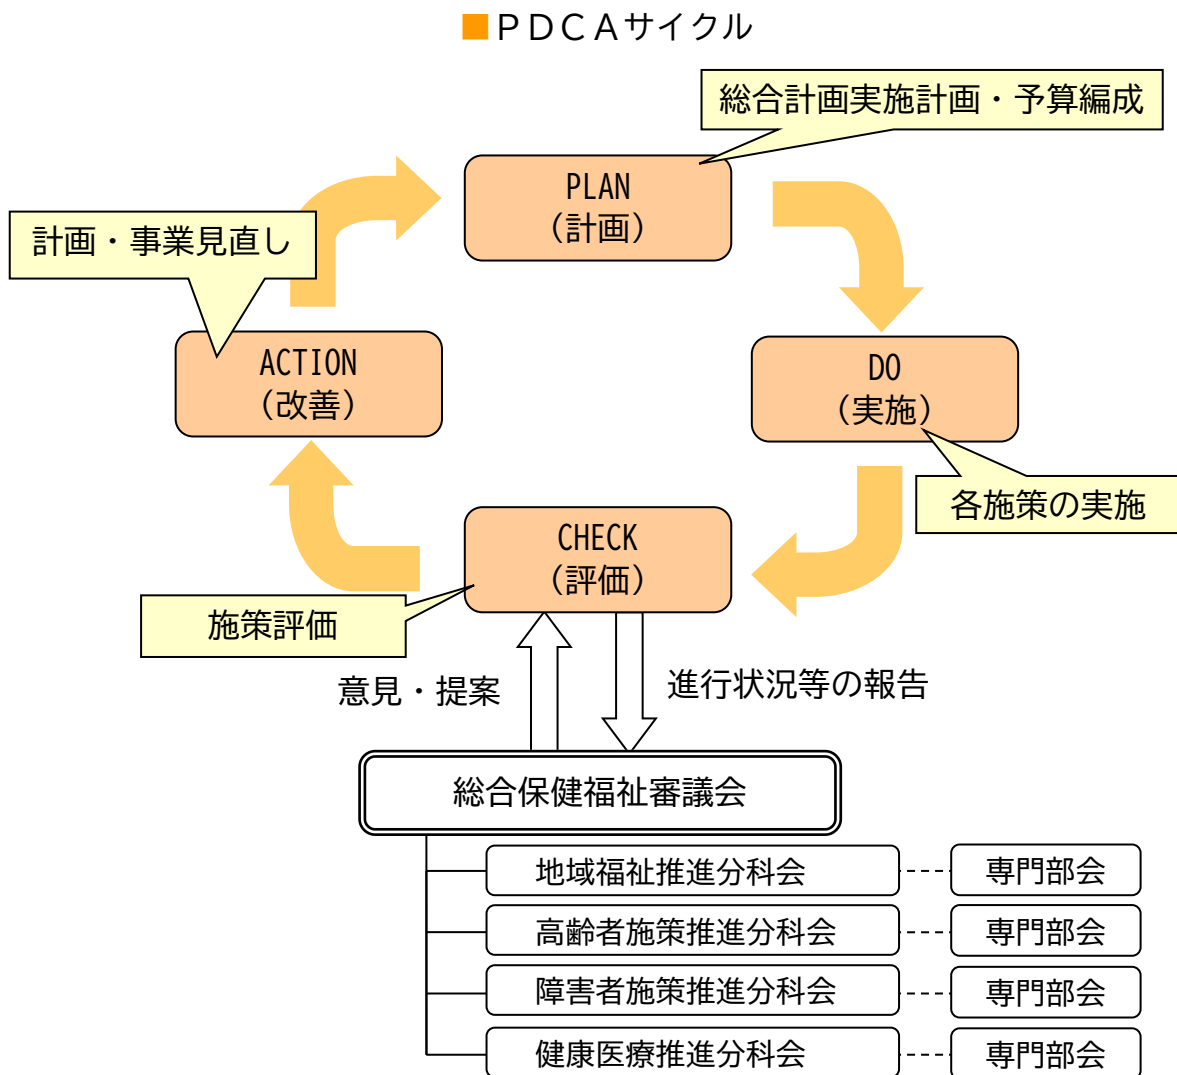 ■ＰＤＣＡサイクル
総合計画実施計画・予算編成
PLAN
（計画）
計画・事業見直し
ACTION
（改善）
DO
（実施）
各施策の実施
CHECK
（評価）
施策評価
意見・提案
進行状況等の報告
総合保健福祉審議会
地域福祉推進分科会
専門部会
高齢者施策推進分科会
専門部会
障害者施策推進分科会
専門部会
健康医療推進分科会
専門部会